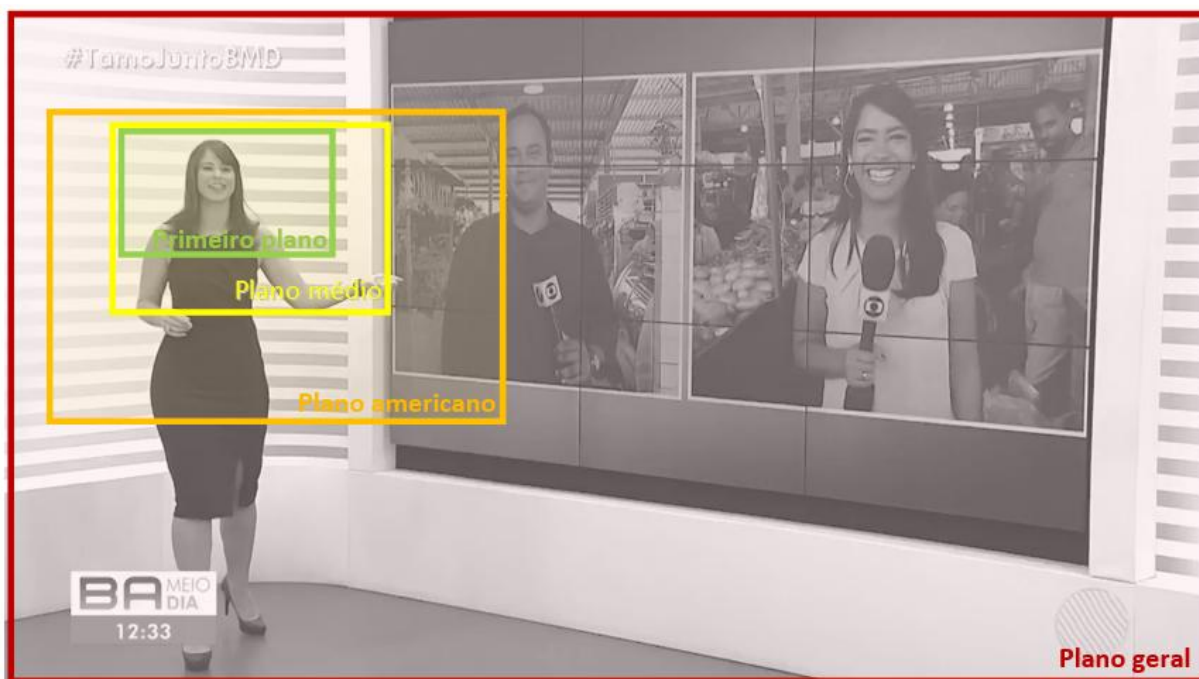 #TamoJuntoBMD
Primeiro plano
Plano médio
Plano americano
BA MEIO
DIA
12:33
Plano geral